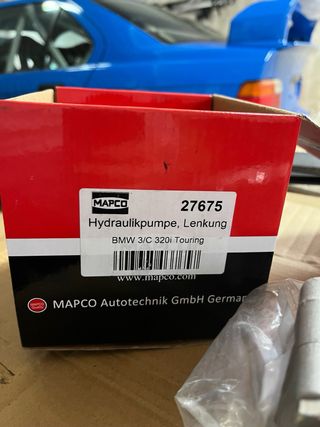 MAPCO
27675
Hydraulikpumpe, Lenkung
BMW 3/C 320i Touring
www.mapco.com
MAPCO Autotechnik GmbH German